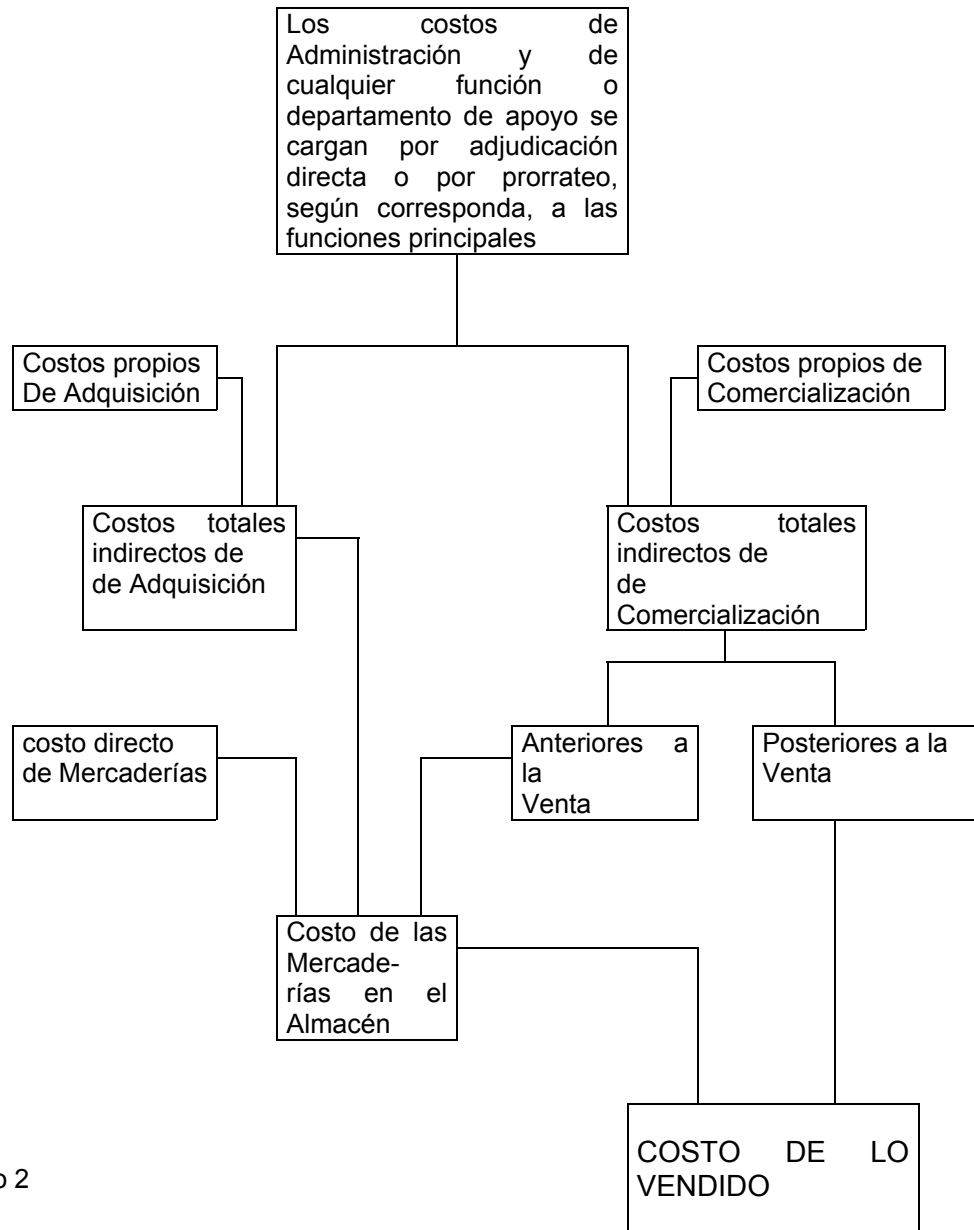 Los costos de
Administración y de
cualquier función o
departamento de apoyo se
cargan por adjudicación
directa o por prorrateo,
según corresponda, a las
funciones principales
Costos propios
De Adquisición
Costos propios de
Comercialización
Costos totales
indirectos de
de Adquisición
Costos totales
indirectos de
de
Comercialización
costo directo
de Mercaderías
Anteriores a
la
Venta
Posteriores a la
Venta
Costo de las
Mercade-
rías en el
Almacén
COSTO DE LO
VENDIDO
o 2